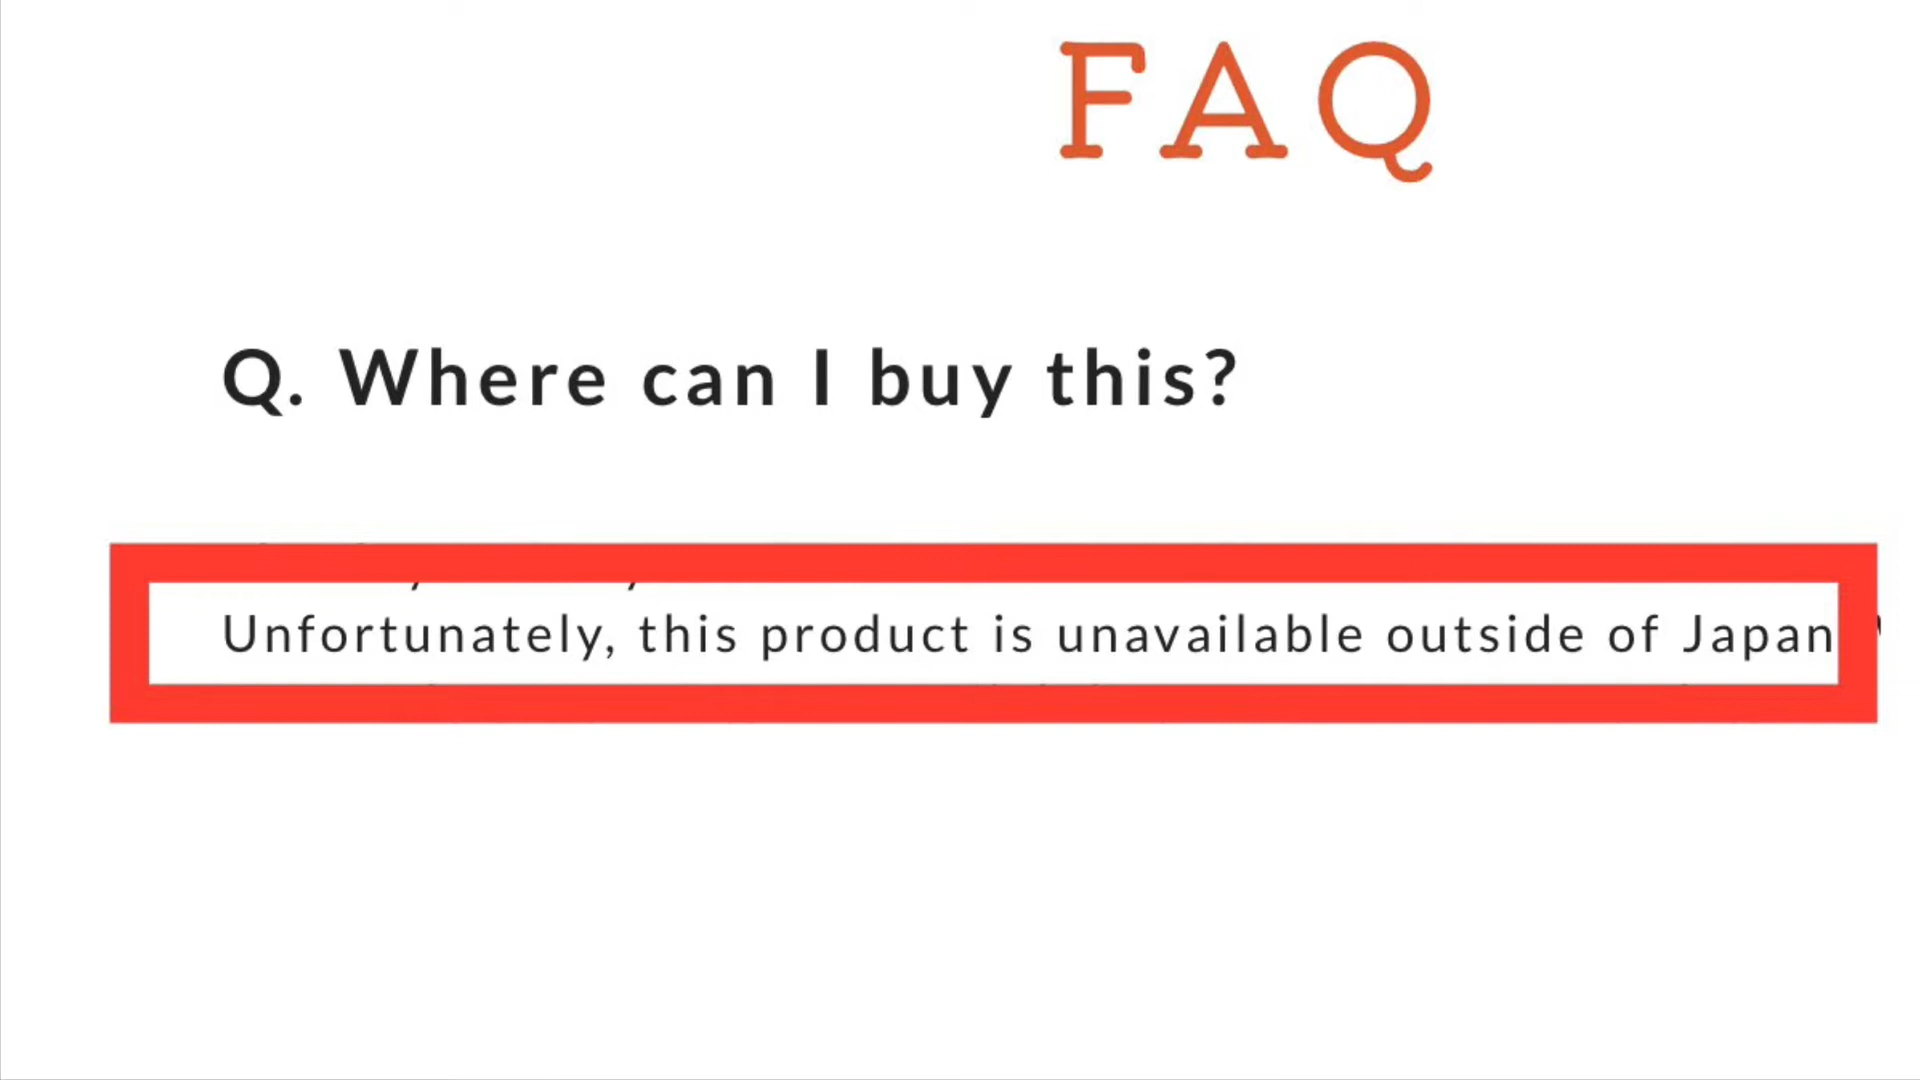 FAQ
Q. Where can I buy this?
Unfortunately, this product is unavailable outside of Japan